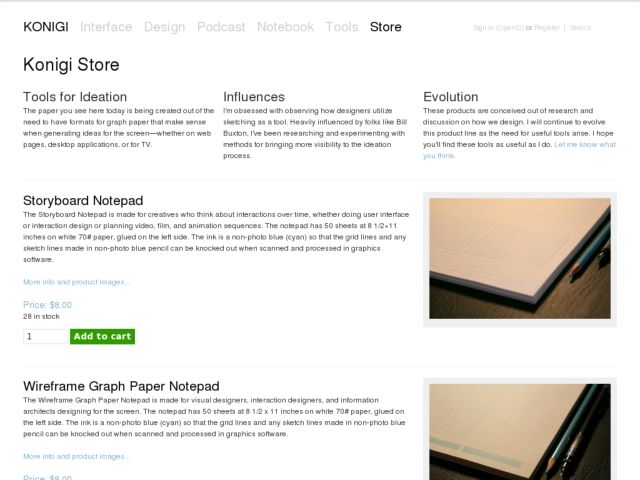 KONIGI Interface Design Podcast Notebook Tools Store
Sign in (OpenID) or Register | Search
Konigi Store
Tools for Ideation
The paper you see here today is being created out of the
need to have formats for graph paper that make sense
when generating ideas for the screen—whether on web
pages, desktop applications, or for TV.
Influences
I'm obsessed with observing how designers utilize
sketching as a tool. Heavily influenced by folks like Bill
Buxton, I've been researching and experimenting with
methods for bringing more visibility to the ideation
process.
Evolution
These products are conceived out of research and
discussion on how we design. I will continue to evolve
this product line as the need for useful tools arise. I hope
you'll find these tools as useful as I do. Let me know what
you think.
Storyboard Notepad
The Storyboard Notepad is made for creatives who think about interactions over time, whether doing user interface
or interaction design or planning video, film, and animation sequences. The notepad has 50 sheets at 8 1/2×11
inches on white 70# paper, glued on the left side. The ink is a non-photo blue (cyan) so that the grid lines and any
sketch lines made in non-photo blue pencil can be knocked out when scanned and processed in graphics
software.
More info and product images...
Price: $8.00
28 in stock
1
Add to cart
Wireframe Graph Paper Notepad
The Wireframe Graph Paper Notepad is made for visual designers, interaction designers, and information
architects designing for the screen. The notepad has 50 sheets at 8 1/2 x 11 inches on white 70# paper, glued on
the left side. The ink is a non-photo blue (cyan) so that the grid lines and any sketch lines made in non-photo blue
pencil can be knocked out when scanned and processed in graphics software.
More info and product images...
Price: $8.00